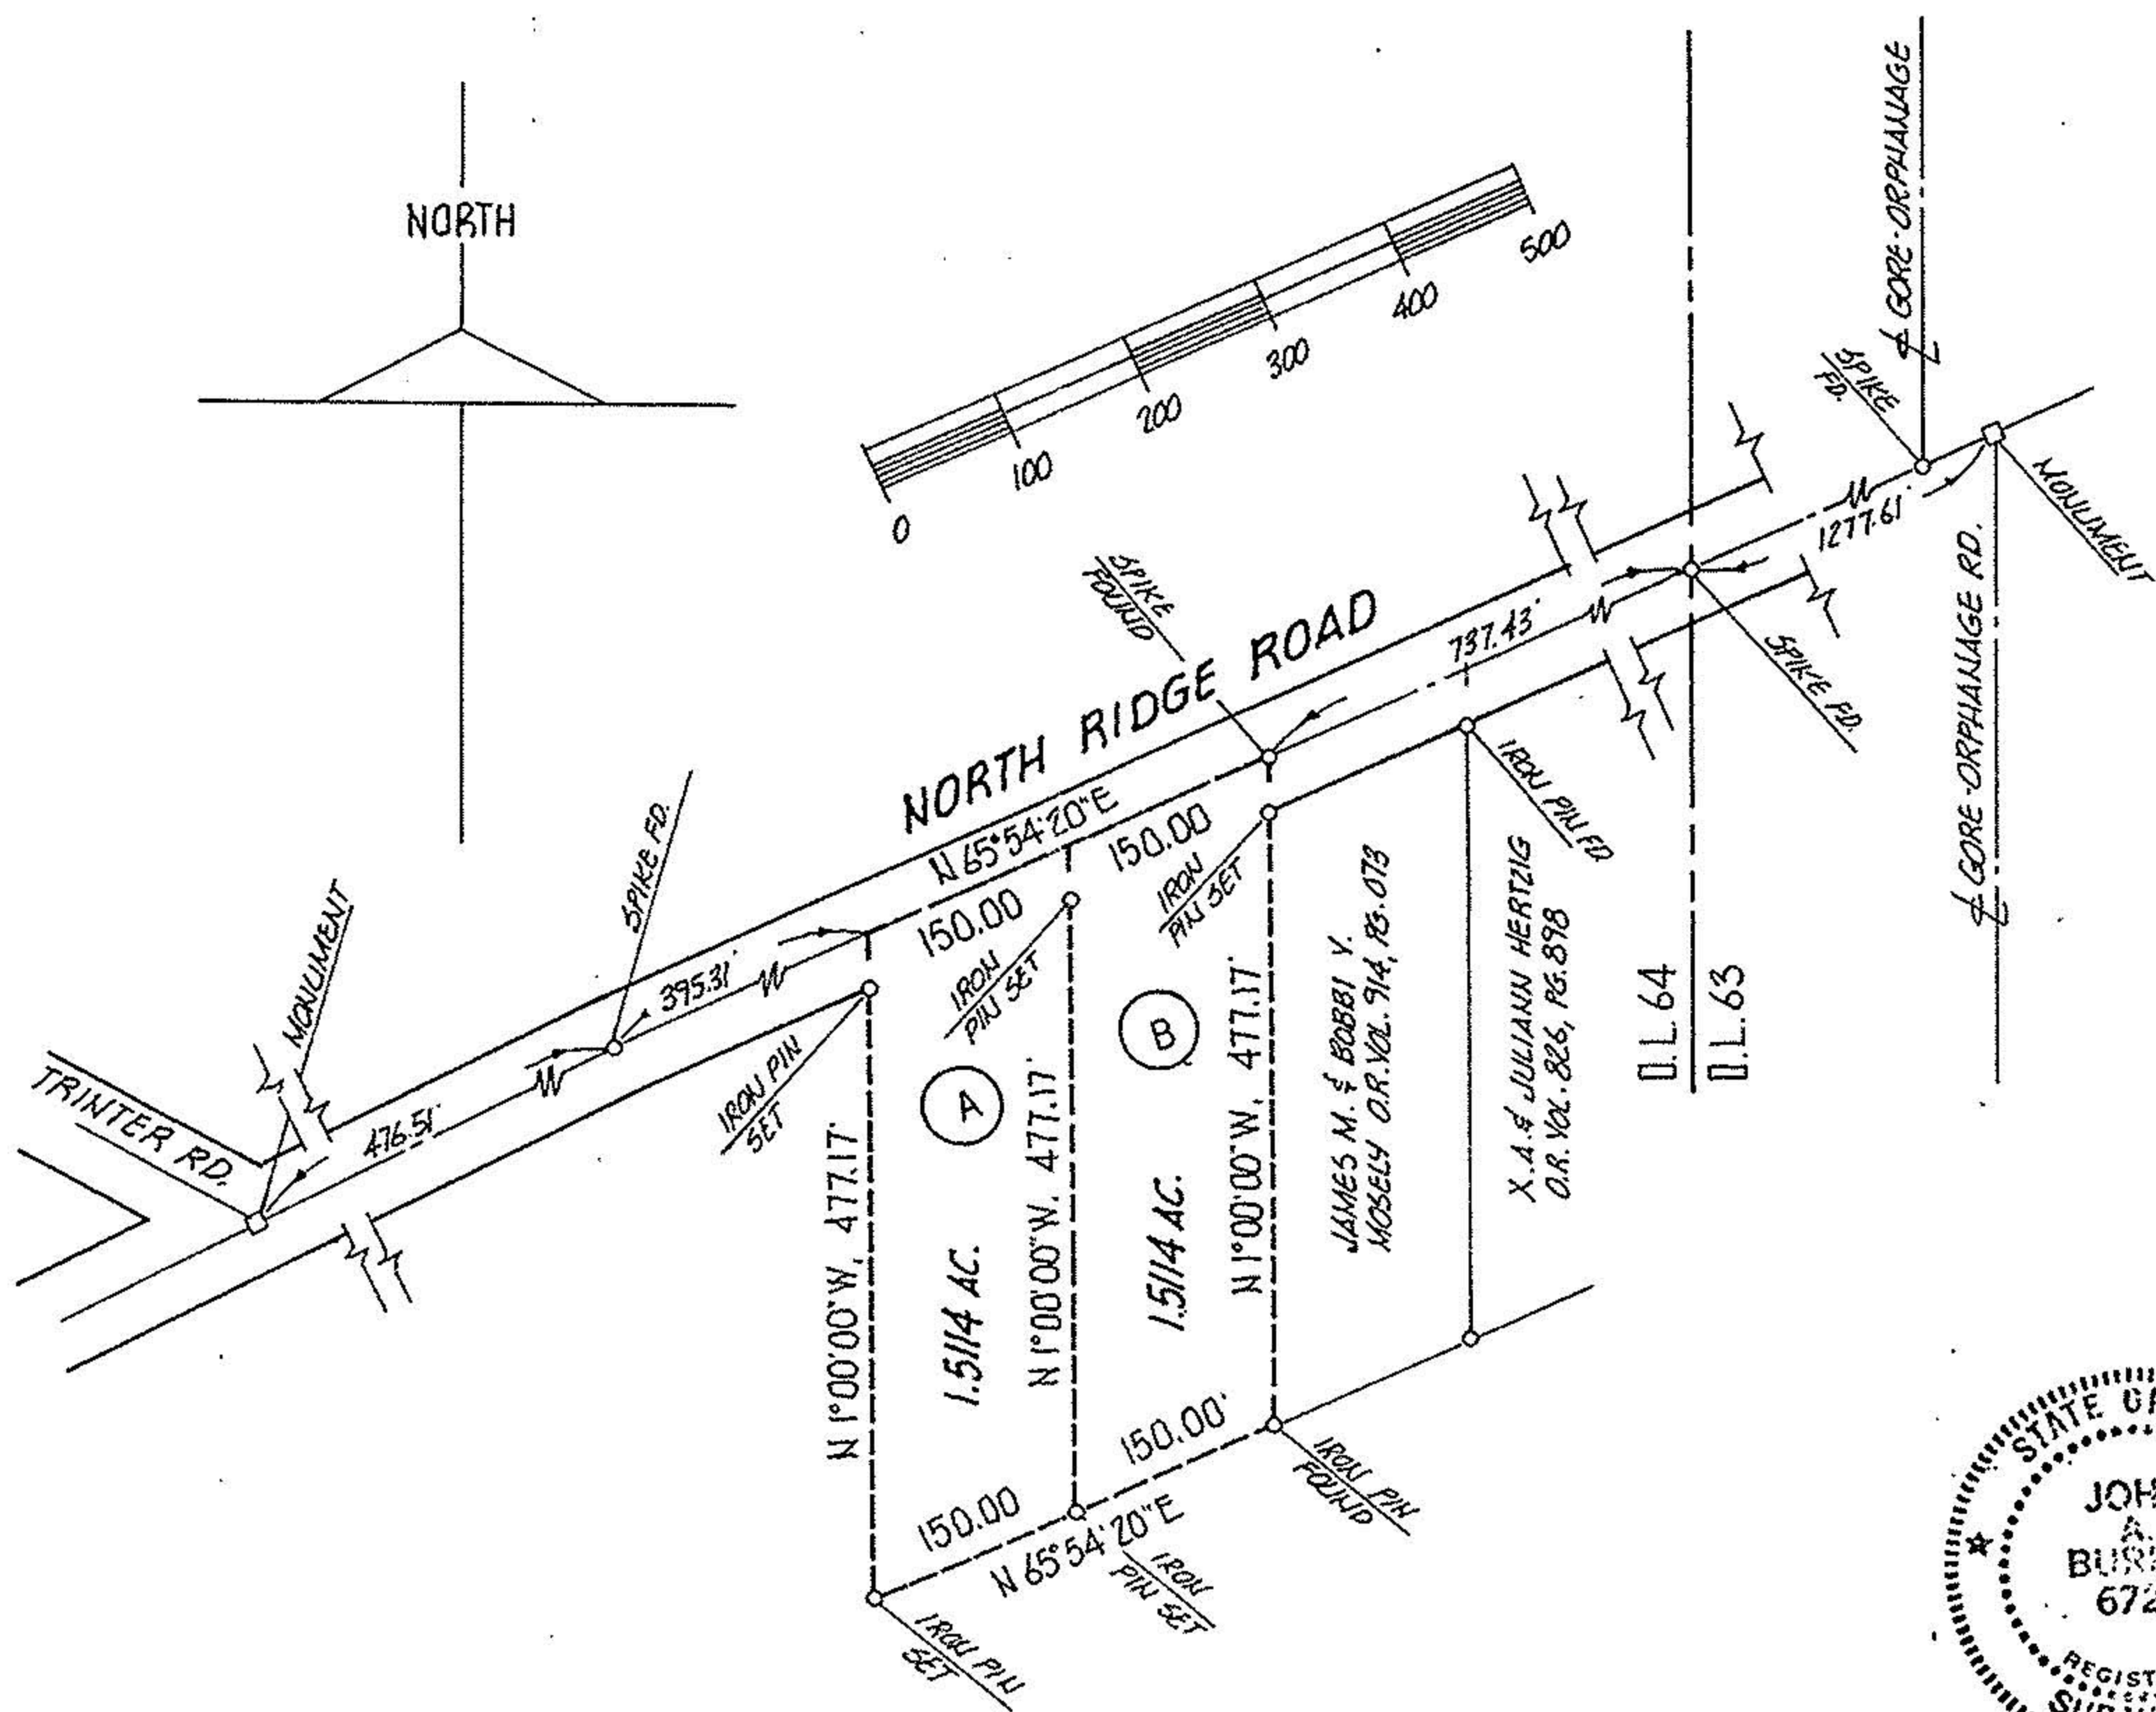 NORTH
0
100
200
300
400
500
℄ GORE-ORPHANAGE
SPIKE
FD.
MONUMENT
1277.61'
℄ GORE-ORPHANAGE RD.
SPIKE FD.
737.43'
SPIKE
FOUND
NORTH RIDGE ROAD
N 65°54'20"E
150.00
150.00
IRON PIN FD.
IRON
PIN SET
IRON
PIN SET
SPIKE FD.
395.31'
MONUMENT
TRINTER RD.
476.51'
IRON PIN
SET
A
B
N 1°00'00"W, 477.17'
1.5114 AC.
N 1°00'00"W, 477.17'
1.5114 AC.
N 1°00'00"W, 477.17'
JAMES M. & BOBBI V.
MOSELY O.R. VOL. 914, PG. 073
X.A. & JULIANN HERTZIG
O.R. VOL. 826, PG. 898
O.L. 64
O.L. 63
150.00
150.00'
N 65°54'20"E
IRON
PIN SET
IRON PIN
FOUND
IRON PIN
SET
STATE OF
JOH
A.
BUR
672
REGIST